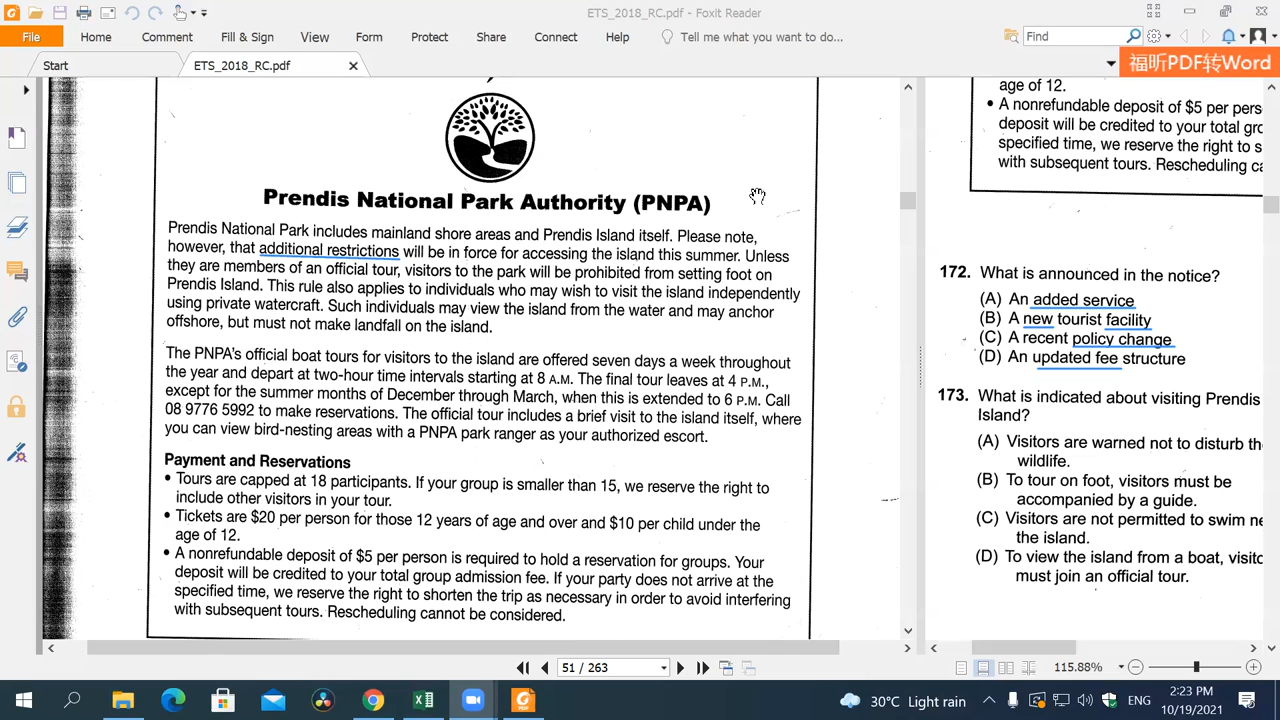 ETS_2018_RC.pdf - Foxit Reader
File Home Comment Fill & Sign View Form Protect Share Connect Help Tell me what you want to do... Find
Start ETS_2018_RC.pdf 福昕PDF转Word
Prendis National Park Authority (PNPA)
Prendis National Park includes mainland shore areas and Prendis Island itself. Please note,
however, that additional restrictions will be in force for accessing the island this summer. Unless
they are members of an official tour, visitors to the park will be prohibited from setting foot on
Prendis Island. This rule also applies to individuals who may wish to visit the island independently
using private watercraft. Such individuals may view the island from the water and may anchor
offshore, but must not make landfall on the island.
The PNPA's official boat tours for visitors to the island are offered seven days a week throughout
the year and depart at two-hour time intervals starting at 8 A.M. The final tour leaves at 4 P.M.,
except for the summer months of December through March, when this is extended to 6 P.M. Call
08 9776 5992 to make reservations. The official tour includes a brief visit to the island itself, where
you can view bird-nesting areas with a PNPA park ranger as your authorized escort.
Payment and Reservations
• Tours are capped at 18 participants. If your group is smaller than 15, we reserve the right to
include other visitors in your tour.
• Tickets are $20 per person for those 12 years of age and over and $10 per child under the
age of 12.
• A nonrefundable deposit of $5 per person is required to hold a reservation for groups. Your
deposit will be credited to your total group admission fee. If your party does not arrive at the
specified time, we reserve the right to shorten the trip as necessary in order to avoid interfering
with subsequent tours. Rescheduling cannot be considered.
age of 12.
• A nonrefundable deposit of $5 per pers
deposit will be credited to your total gro
specified time, we reserve the right to s
with subsequent tours. Rescheduling ca
172. What is announced in the notice?
(A) An added service
(B) A new tourist facility
(C) A recent policy change
(D) An updated fee structure
173. What is indicated about visiting Prendis
Island?
(A) Visitors are warned not to disturb th
wildlife.
(B) To tour on foot, visitors must be
accompanied by a guide.
(C) Visitors are not permitted to swim ne
the island.
(D) To view the island from a boat, visito
must join an official tour.
51 / 263 115.88%
30°C Light rain ENG 2:23 PM
10/19/2021